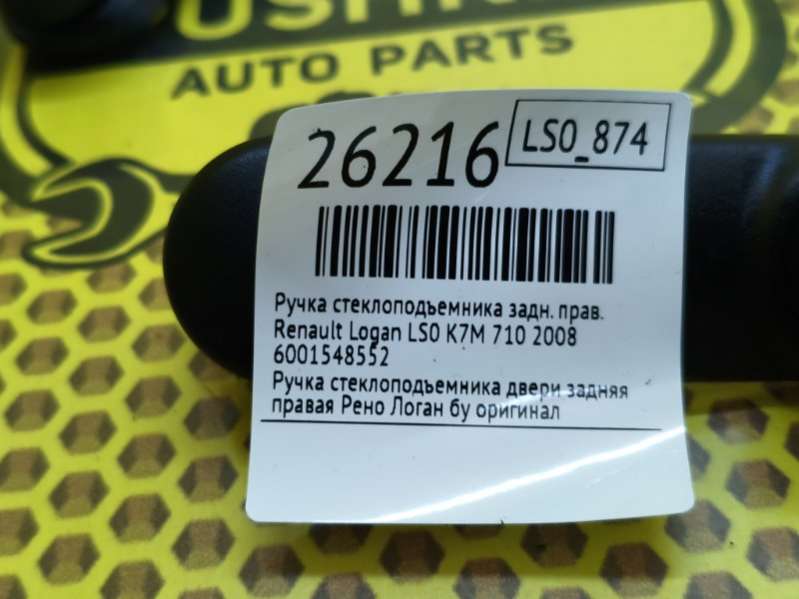 AUTO PARTS
26216
LS0_874
Ручка стеклоподъемника задн. прав.
Renault Logan LS0 K7M 710 2008
6001548552
Ручка стеклоподъемника двери задняя
правая Рено Логан бу оригинал